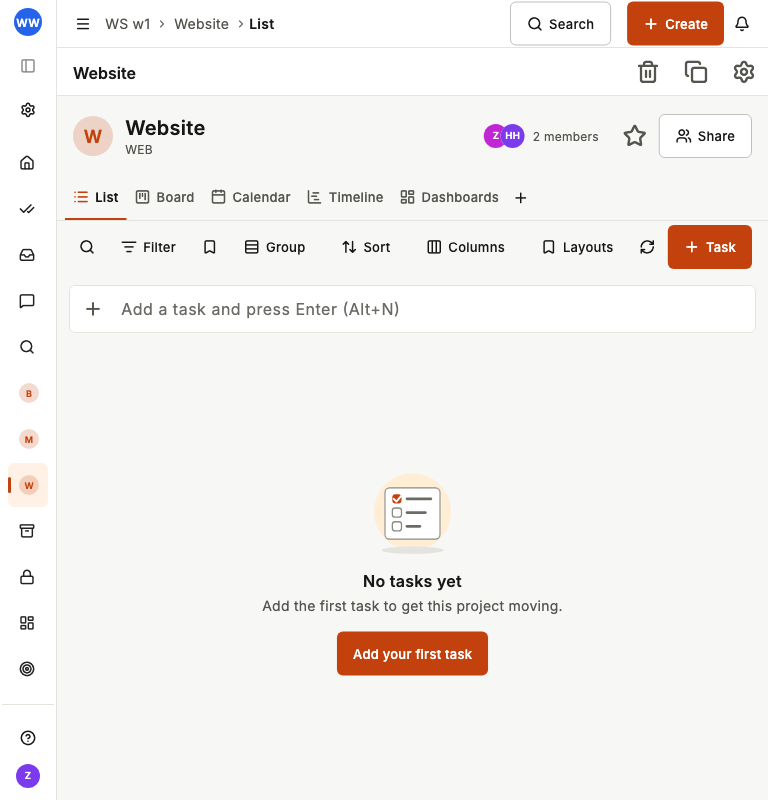 WW
WS w1 > Website > List
Search
Create
Website
W
Website
WEB
Z
HH
2 members
Share
List
Board
Calendar
Timeline
Dashboards
Filter
Group
Sort
Columns
Layouts
Task
Add a task and press Enter (Alt+N)
B
M
W
No tasks yet
Add the first task to get this project moving.
Add your first task
Z